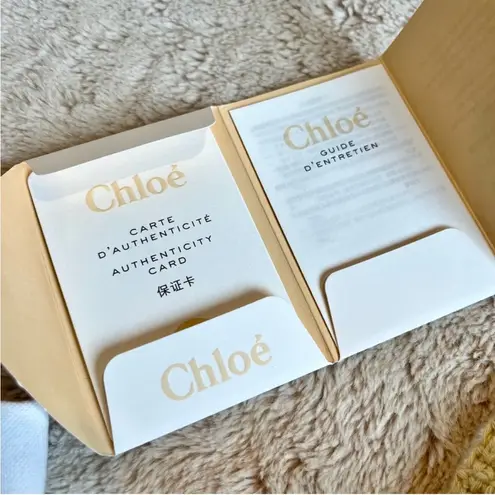 Chloé
CARTE
D'AUTHENTICITÉ
AUTHENTICITY
CARD
保证卡
Chloé
Chloé
GUIDE
D'ENTRETIEN